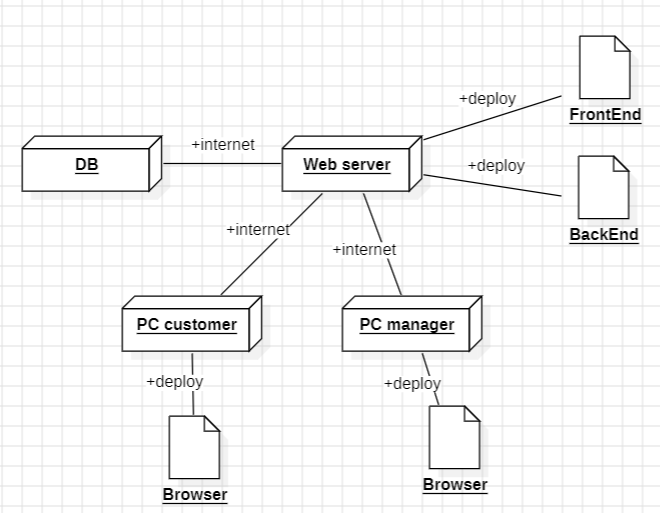 +deploy
FrontEnd
+internet
DB
Web server
+deploy
BackEnd
+internet
+internet
PC customer
PC manager
+deploy
+deploy
Browser
Browser